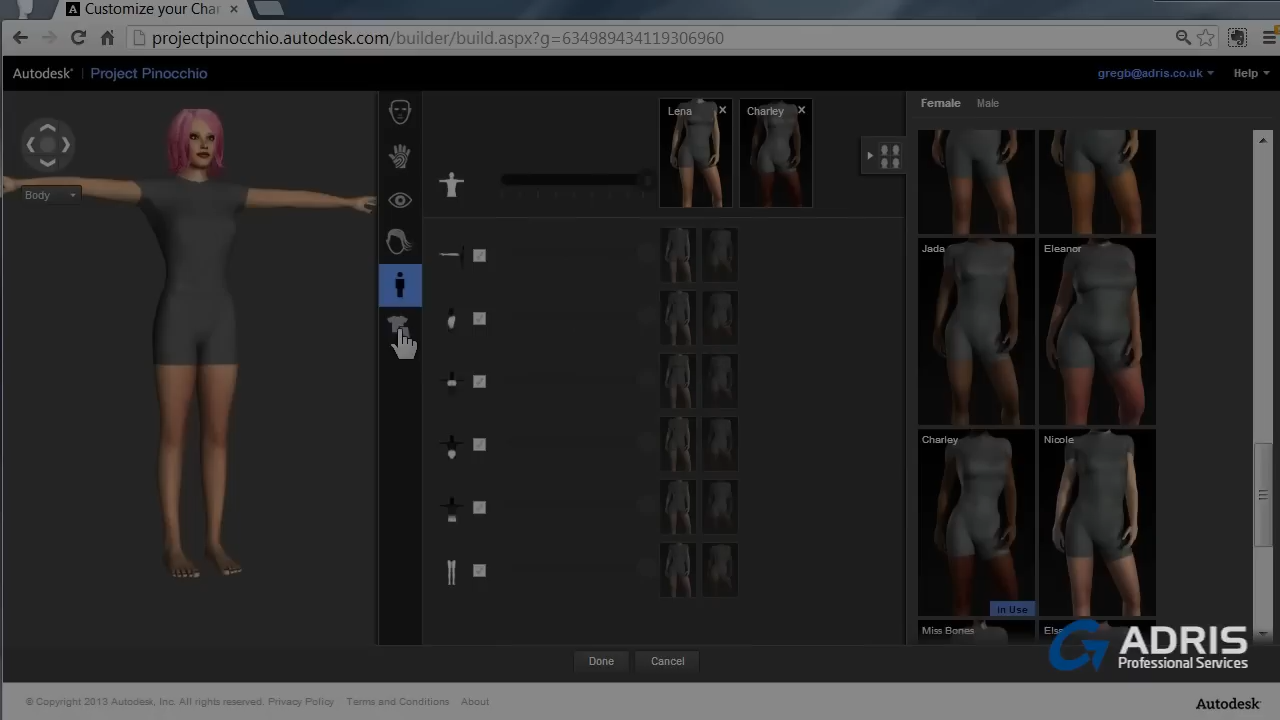 Customize your Char
projectpinocchio.autodesk.com/builder/build.aspx?g=634989434119306960
Autodesk | Project Pinocchio
gregb@adris.co.uk
Help
Female
Male
Lena
Charley
Body
Jada
Eleanor
Charley
Nicole
In Use
Miss Bones
Els
ADRIS
Professional Services
Done
Cancel
© Copyright 2013 Autodesk, Inc. All rights reserved. Privacy Policy Terms and Conditions About
Autodesk